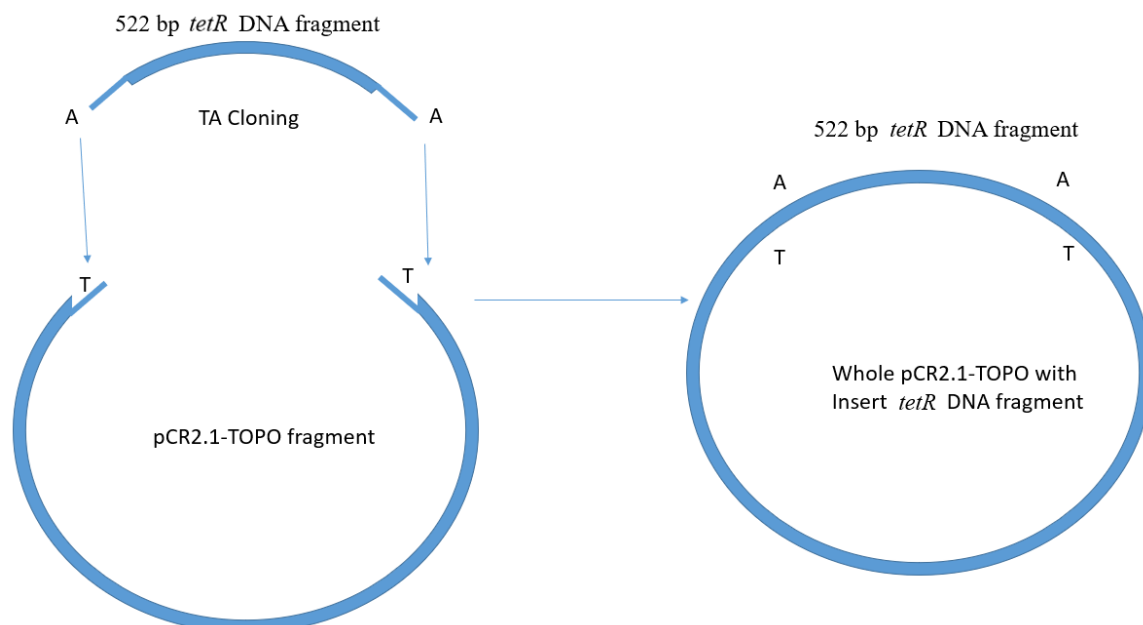 522 bp tetR DNA fragment
A
TA Cloning
A
T
T
pCR2.1-TOPO fragment
522 bp tetR DNA fragment
A
A
T
T
Whole pCR2.1-TOPO with
Insert tetR DNA fragment